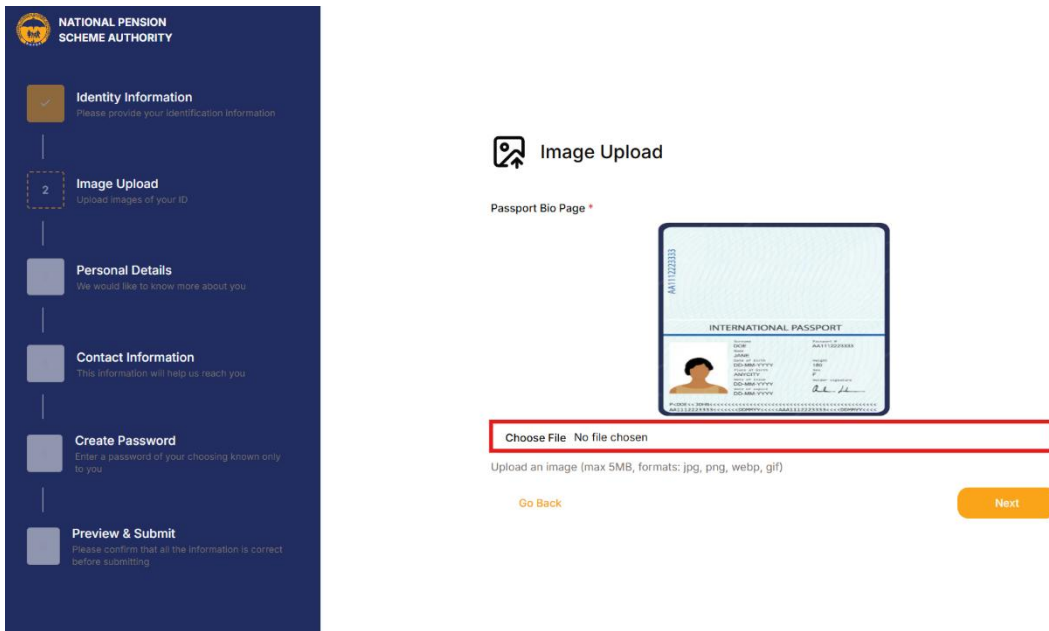 NATIONAL PENSION
SCHEME AUTHORITY
Identity Information
Please provide your identification information
2
Image Upload
Upload images of your ID
Personal Details
We would like to know more about you
Contact Information
This information will help us reach you
Create Password
Enter a password of your choosing known only
to you
Preview & Submit
Please confirm that all the information is correct
before submitting
Image Upload
Passport Bio Page *
AA1112223333
INTERNATIONAL PASSPORT
DOE
AA1112223333
JANE
DD-MM-YYYY
180
ANYCITY
F
DD-MM-YYYY
DD-MM-YYYY
Choose File No file chosen
Upload an image (max 5MB, formats: jpg, png, webp, gif)
Go Back
Next